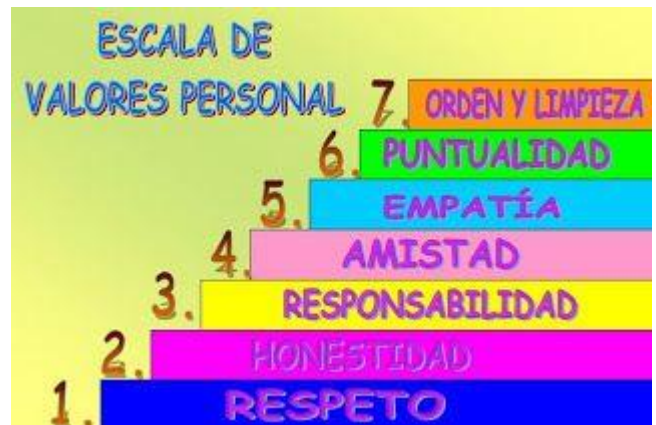 ESCALA DE
VALORES PERSONAL
7. ORDEN Y LIMPIEZA
6. PUNTUALIDAD
5. EMPATÍA
4. AMISTAD
3. RESPONSABILIDAD
2. HONESTIDAD
1. RESPETO